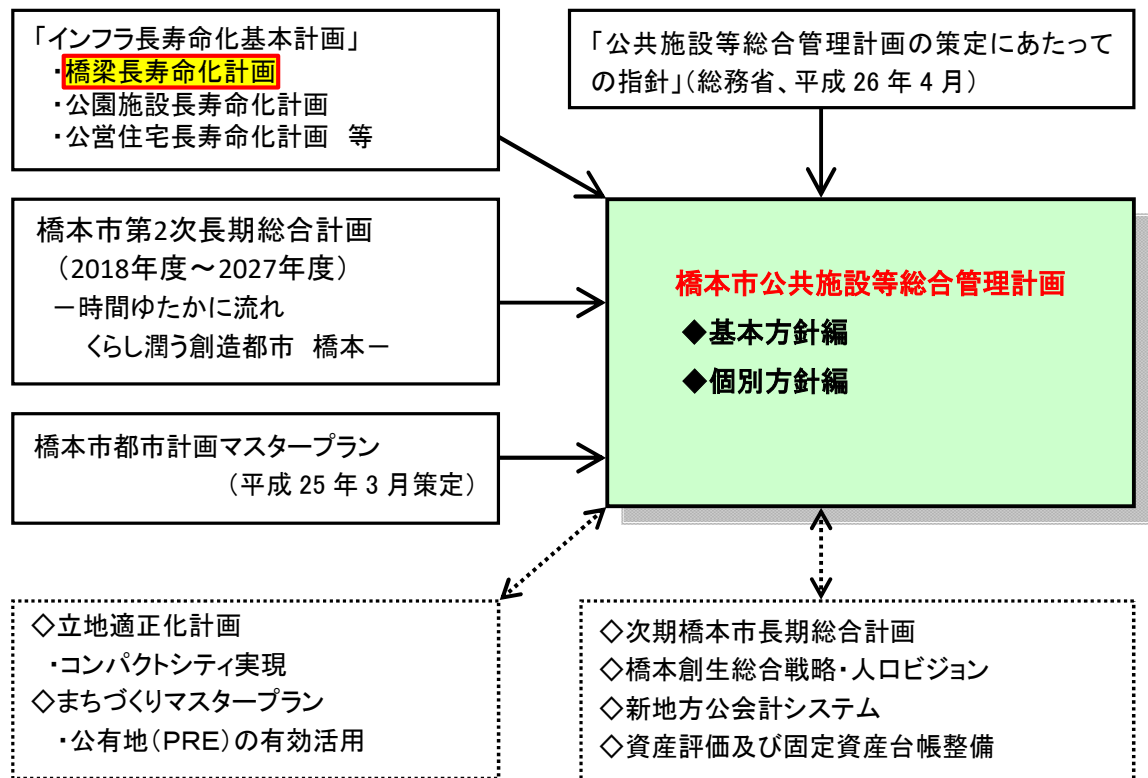 「インフラ長寿命化基本計画」
・橋梁長寿命化計画
・公園施設長寿命化計画
・公営住宅長寿命化計画　等
「公共施設等総合管理計画の策定にあたって
の指針」（総務省、平成 26 年 4 月）
橋本市第2次長期総合計画
（2018年度～2027年度）
－時間ゆたかに流れ
くらし潤う創造都市　橋本－
橋本市公共施設等総合管理計画
◆基本方針編
◆個別方針編
橋本市都市計画マスタープラン
（平成 25 年 3 月策定）
◇立地適正化計画
・コンパクトシティ実現
◇まちづくりマスタープラン
・公有地（PRE）の有効活用
◇次期橋本市長期総合計画
◇橋本創生総合戦略・人口ビジョン
◇新地方公会計システム
◇資産評価及び固定資産台帳整備